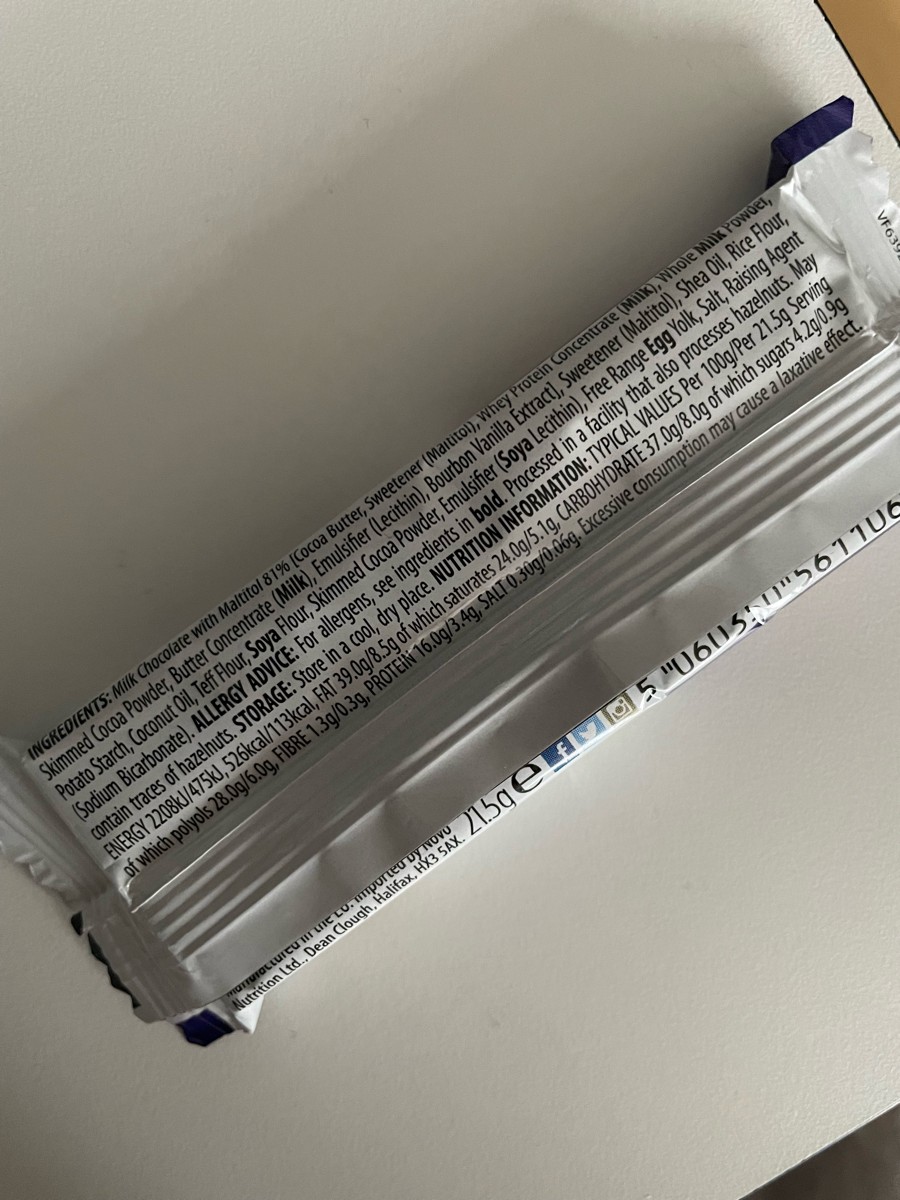 INGREDIENTS: Milk Chocolate with Maltitol 81% [Cocoa Butter, Sweetener (Maltitol), Whey Protein Concentrate (Milk), Whole Milk Powder,
Skimmed Cocoa Powder, Butter Concentrate (Milk), Emulsifier (Lecithin), Bourbon Vanilla Extract], Sweetener (Maltitol), Shea Oil, Rice Flour,
Potato Starch, Coconut Oil, Teff Flour, Soya Flour, Skimmed Cocoa Powder, Emulsifier (Soya Lecithin), Free Range Egg Yolk, Salt, Raising Agent
(Sodium Bicarbonate). ALLERGY ADVICE: For allergens, see ingredients in bold. Processed in a facility that also processes hazelnuts. May
contain traces of hazelnuts. STORAGE: Store in a cool, dry place. NUTRITION INFORMATION: TYPICAL VALUES Per 100g/Per 21.5g Serving
ENERGY 2208kJ/475kJ, 526kcal/113kcal, FAT 39.0g/8.5g of which saturates 24.0g/5.1g, CARBOHYDRATE 37.0g/8.0g of which sugars 4.2g/0.9g
of which polyols 28.0g/6.0g, FIBRE 1.3g/0.3g, PROTEIN 16.0g/3.4g, SALT 0.30g/0.06g. Excessive consumption may cause a laxative effect.
Manufactured in the EU. Imported by Novo
Nutrition Ltd., Dean Clough, Halifax, HX3 5AX.
21.5g e